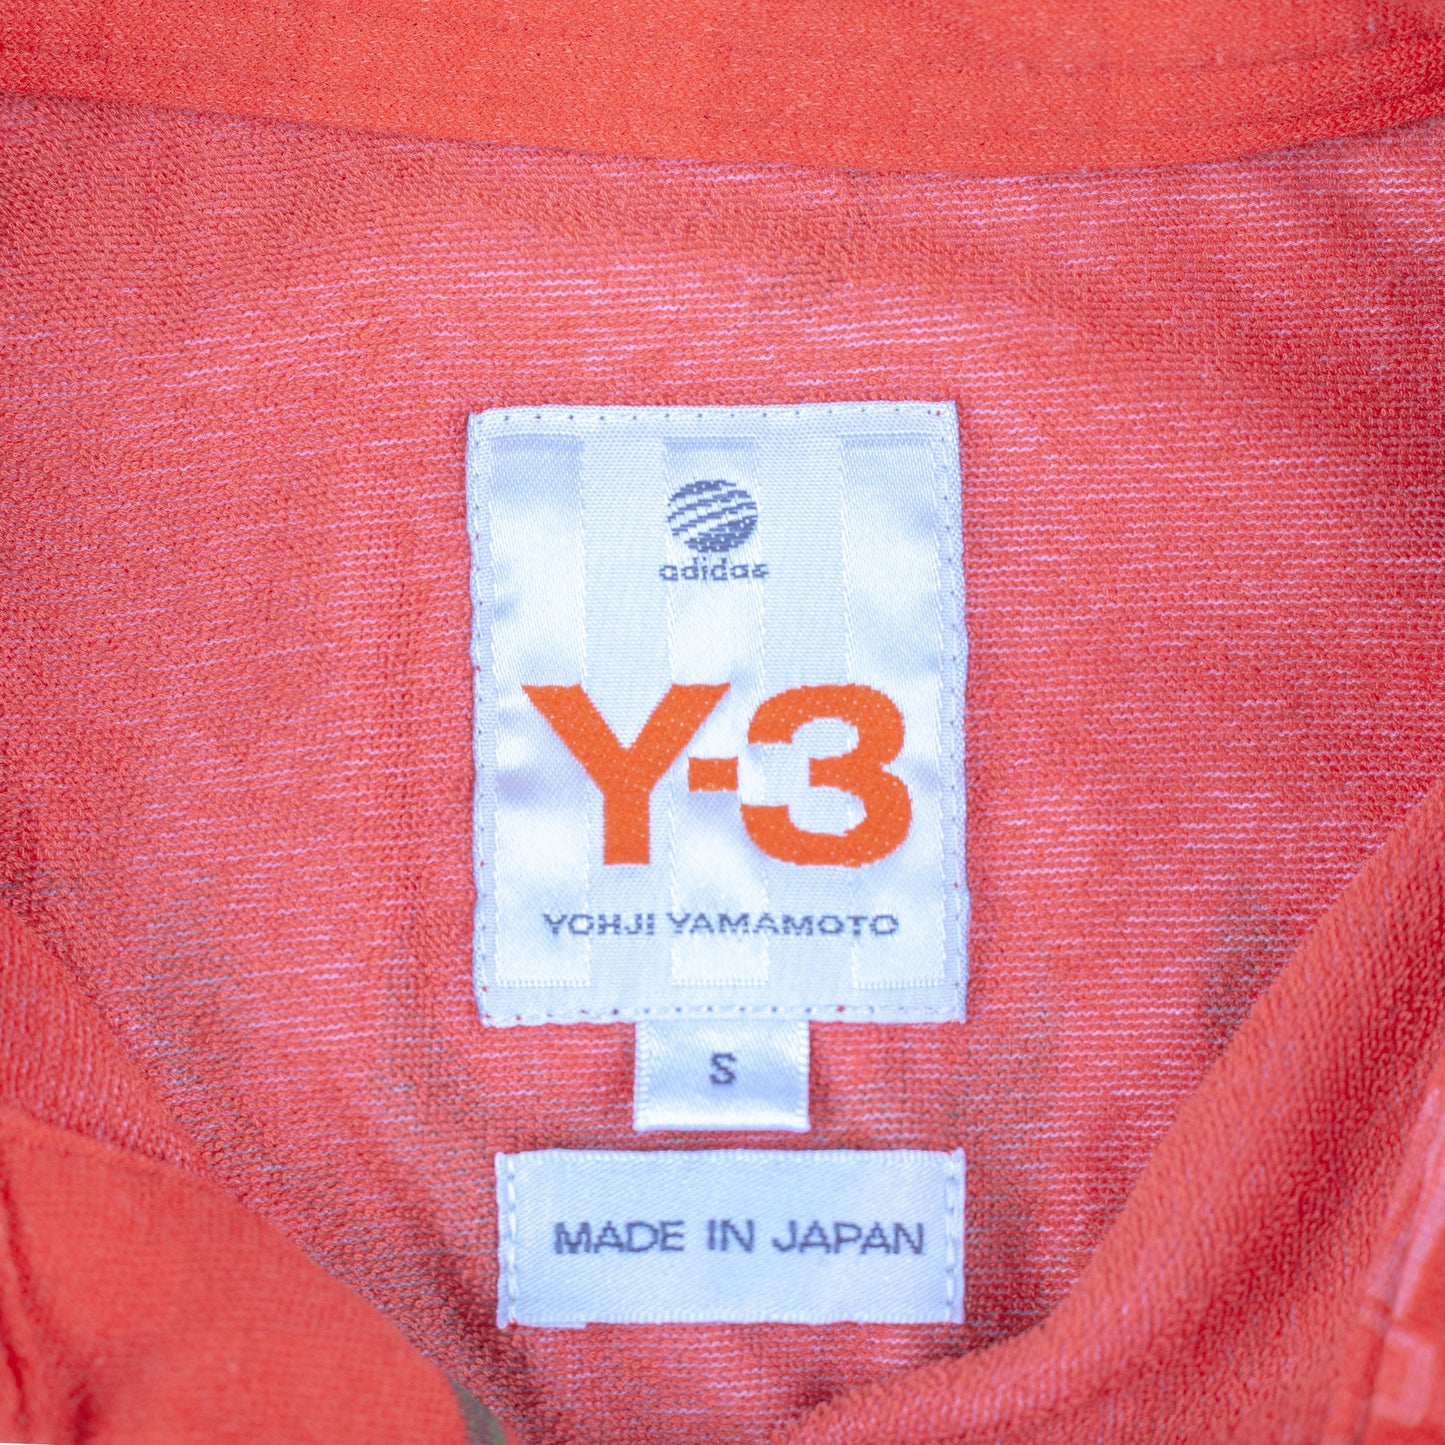 adidas
Y-3
YOHJI YAMAMOTO
S
MADE IN JAPAN